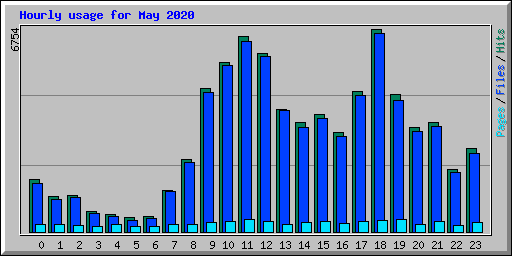 Hourly usage for May 2020
6754
Pages/Files/Hits
0 1 2 3 4 5 6 7 8 9 10 11 12 13 14 15 16 17 18 19 20 21 22 23